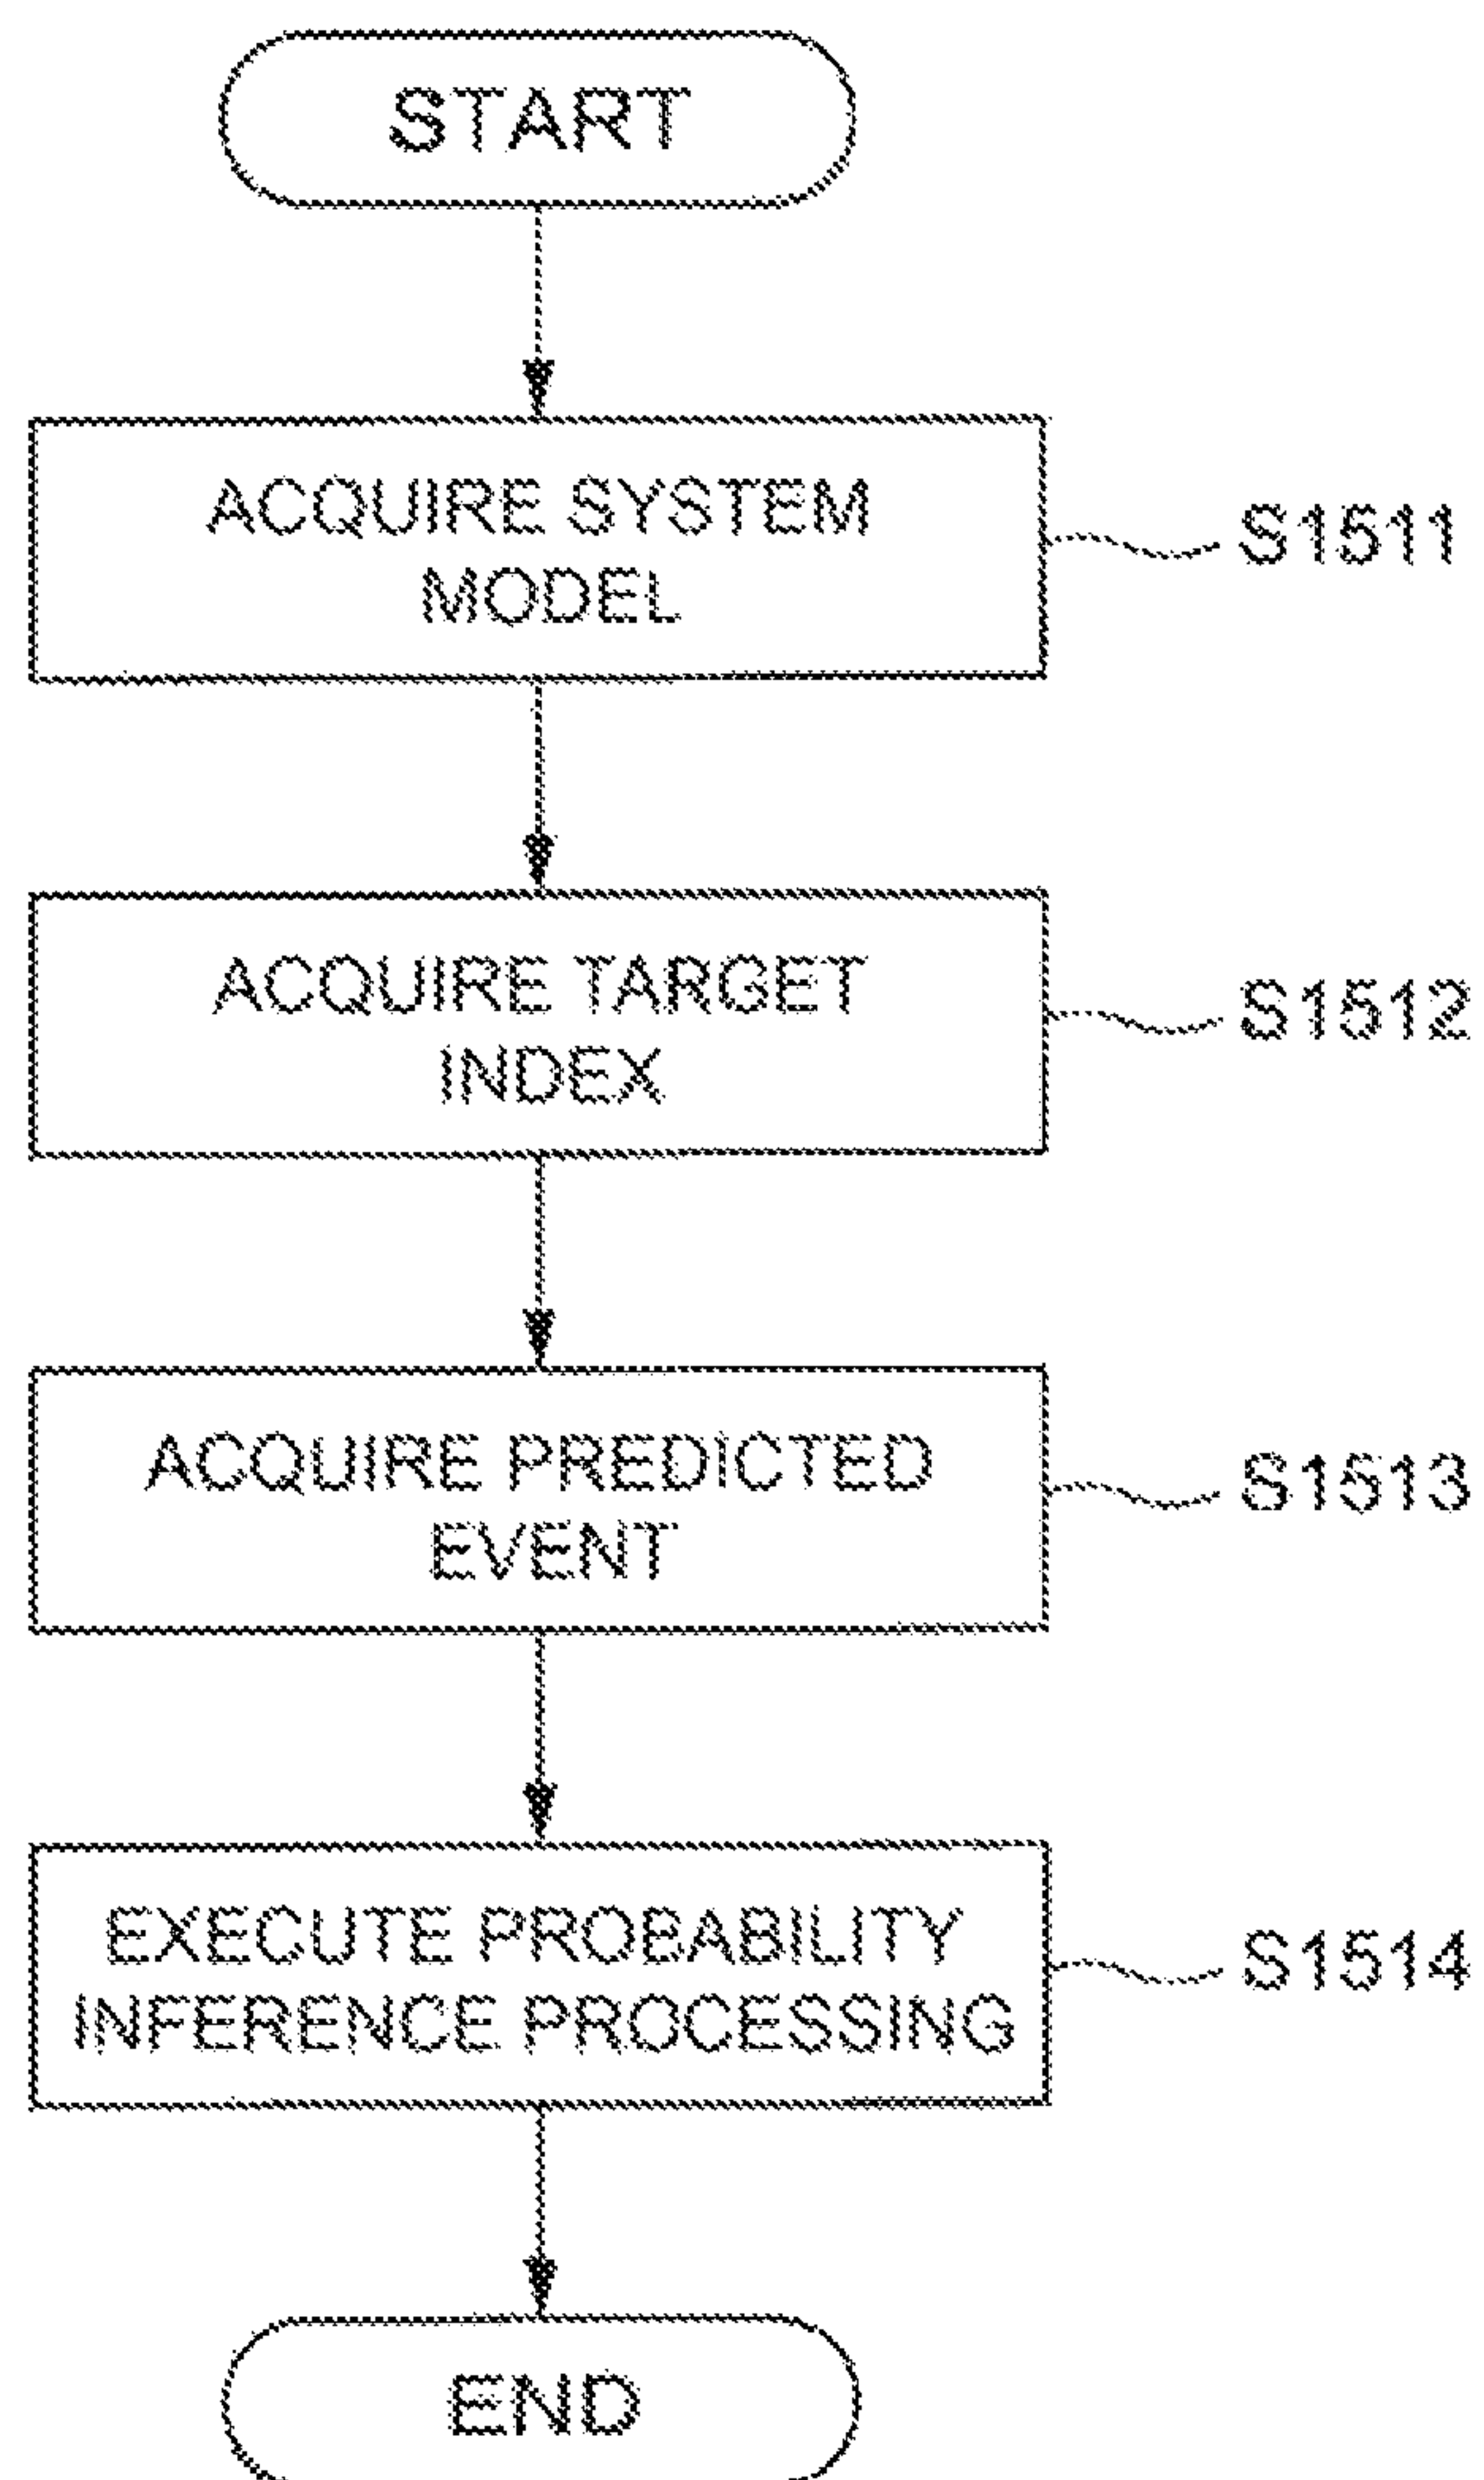 START
ACQUIRE SYSTEM
MODEL
S1511
ACQUIRE TARGET
INDEX
S1512
ACQUIRE PREDICTED
EVENT
S1513
EXECUTE PROBABILITY
INFERENCE PROCESSING
S1514
END